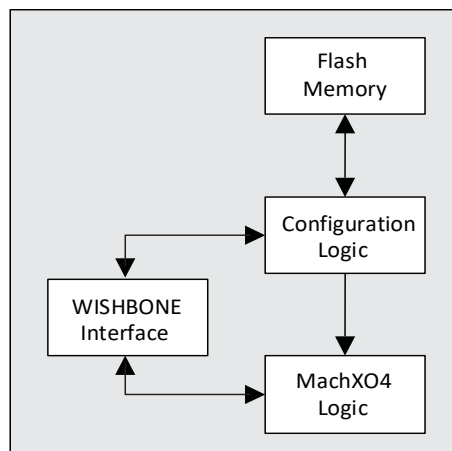 Flash
Memory
Configuration
Logic
WISHBONE
Interface
MachXO4
Logic